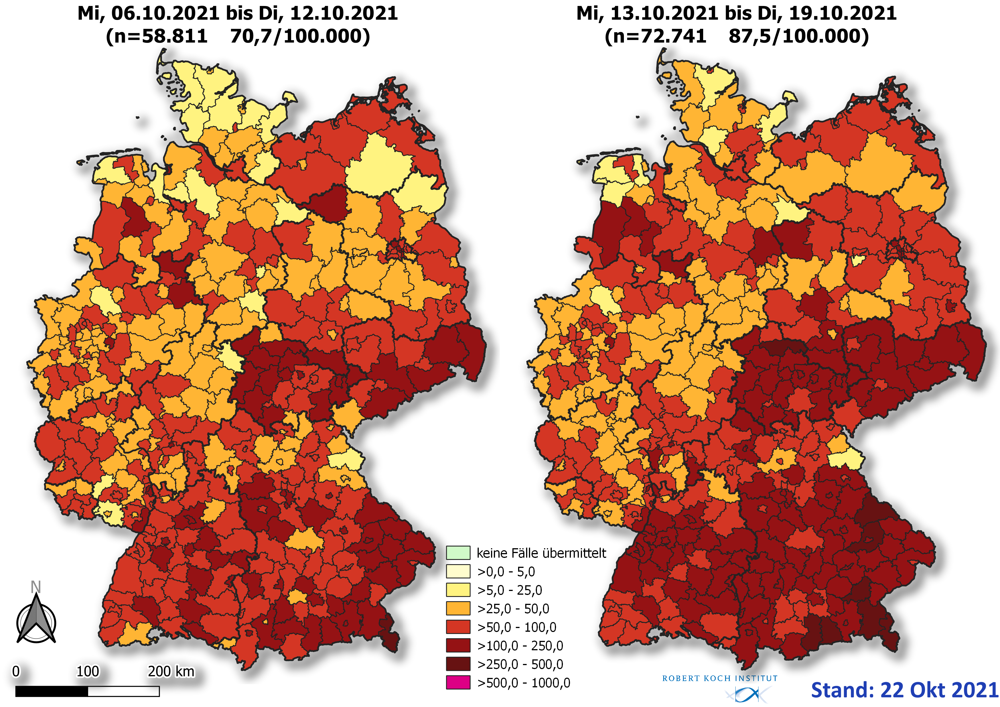 Mi, 06.10.2021 bis Di, 12.10.2021
(n=58.811 70,7/100.000)
Mi, 13.10.2021 bis Di, 19.10.2021
(n=72.741 87,5/100.000)
keine Fälle übermittelt
>0,0 - 5,0
>5,0 - 25,0
>25,0 - 50,0
>50,0 - 100,0
>100,0 - 250,0
>250,0 - 500,0
>500,0 - 1000,0
N
0 100 200 km
ROBERT KOCH INSTITUT
Stand: 22 Okt 2021